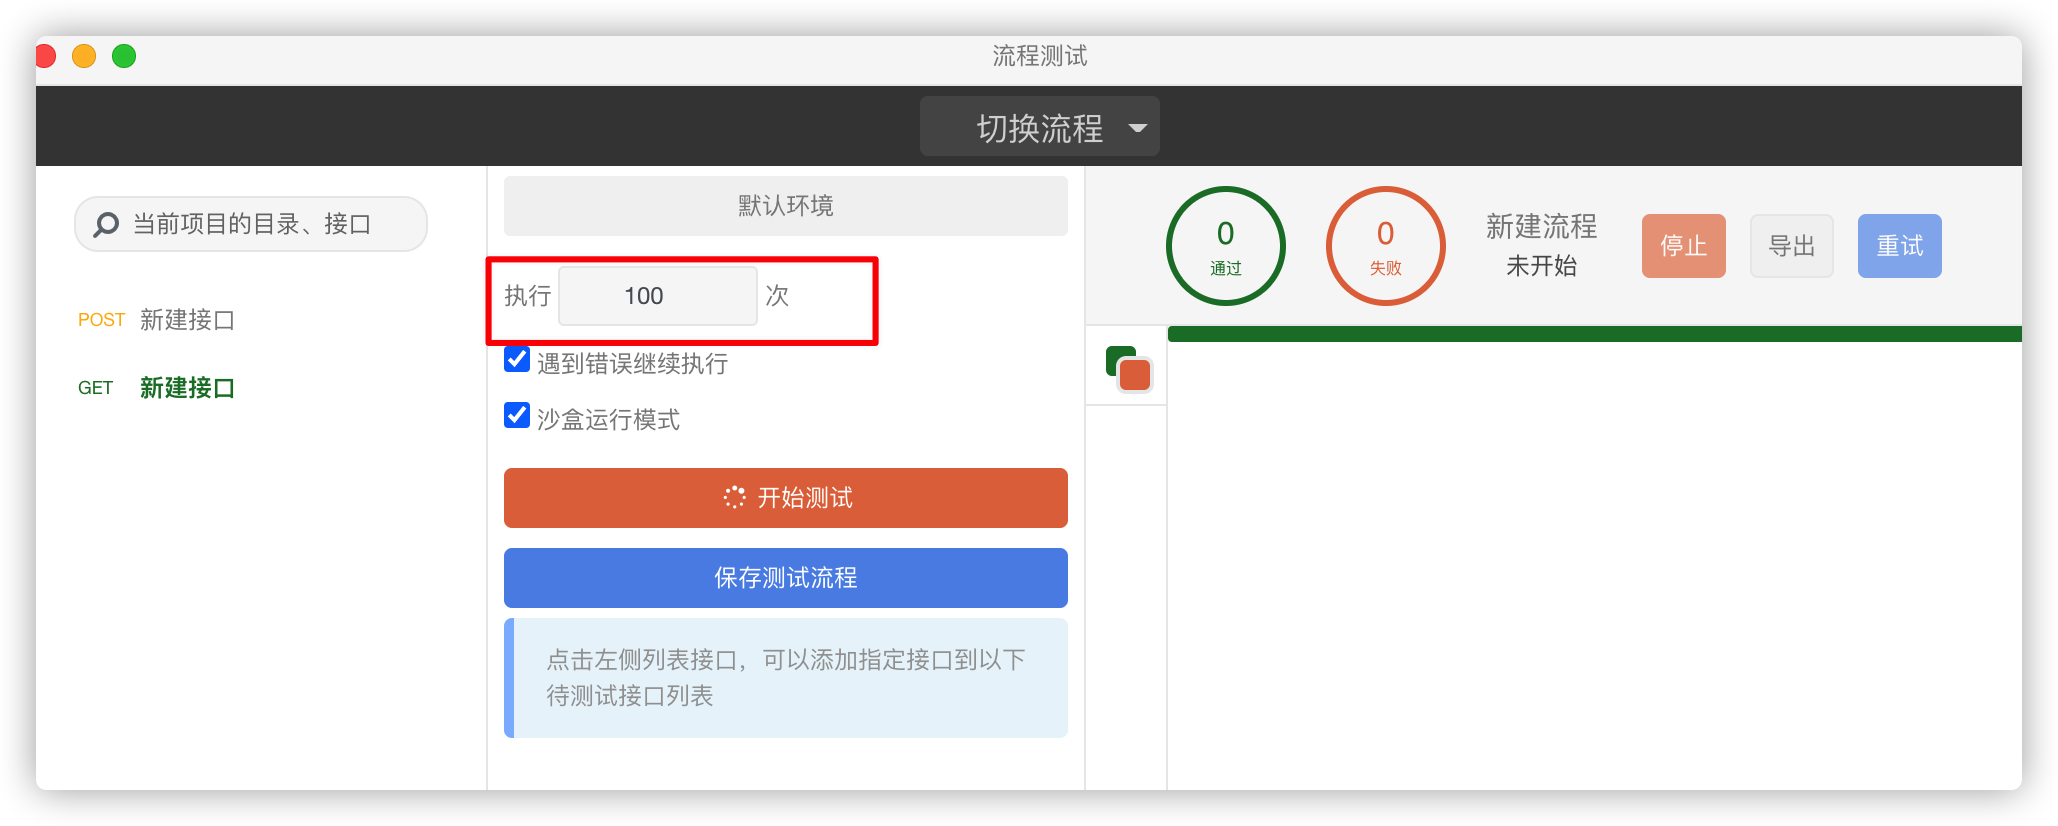 流程测试
切换流程
当前项目的目录、接口
POST 新建接口
GET 新建接口
默认环境
执行 100 次
遇到错误继续执行
沙盒运行模式
开始测试
保存测试流程
点击左侧列表接口，可以添加指定接口到以下
待测试接口列表
0
通过
0
失败
新建流程
未开始
停止
导出
重试